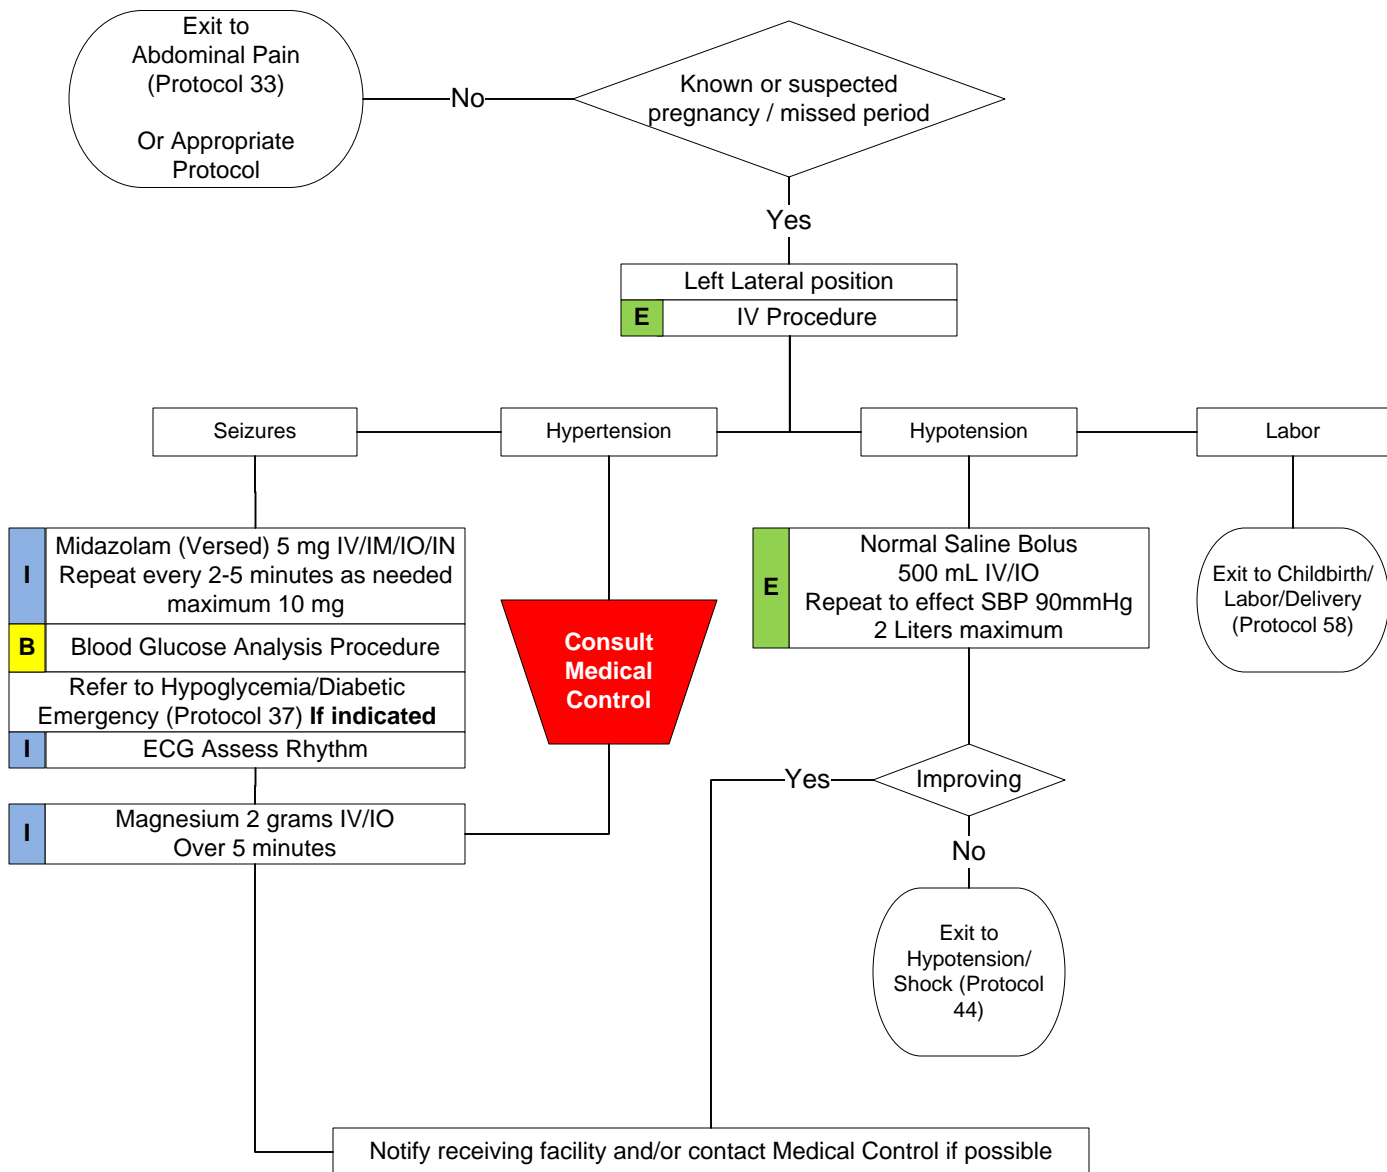 Exit to
Abdominal Pain
(Protocol 33)
Or Appropriate
Protocol
No
Known or suspected
pregnancy / missed period
Yes
Left Lateral position
E
IV Procedure
Seizures
Hypertension
Hypotension
Labor
I
Midazolam (Versed) 5 mg IV/IM/IO/IN
Repeat every 2-5 minutes as needed
maximum 10 mg
B
Blood Glucose Analysis Procedure
Refer to Hypoglycemia/Diabetic
Emergency (Protocol 37) If indicated
I
ECG Assess Rhythm
I
Magnesium 2 grams IV/IO
Over 5 minutes
Consult
Medical
Control
E
Normal Saline Bolus
500 mL IV/IO
Repeat to effect SBP 90mmHg
2 Liters maximum
Exit to Childbirth/
Labor/Delivery
(Protocol 58)
Yes
Improving
No
Exit to
Hypotension/
Shock (Protocol
44)
Notify receiving facility and/or contact Medical Control if possible